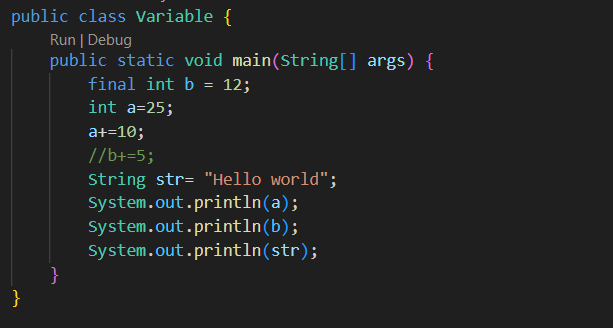 public class Variable {
Run | Debug
public static void main(String[] args) {
final int b = 12;
int a=25;
a+=10;
//b+=5;
String str= "Hello world";
System.out.println(a);
System.out.println(b);
System.out.println(str);
}
}